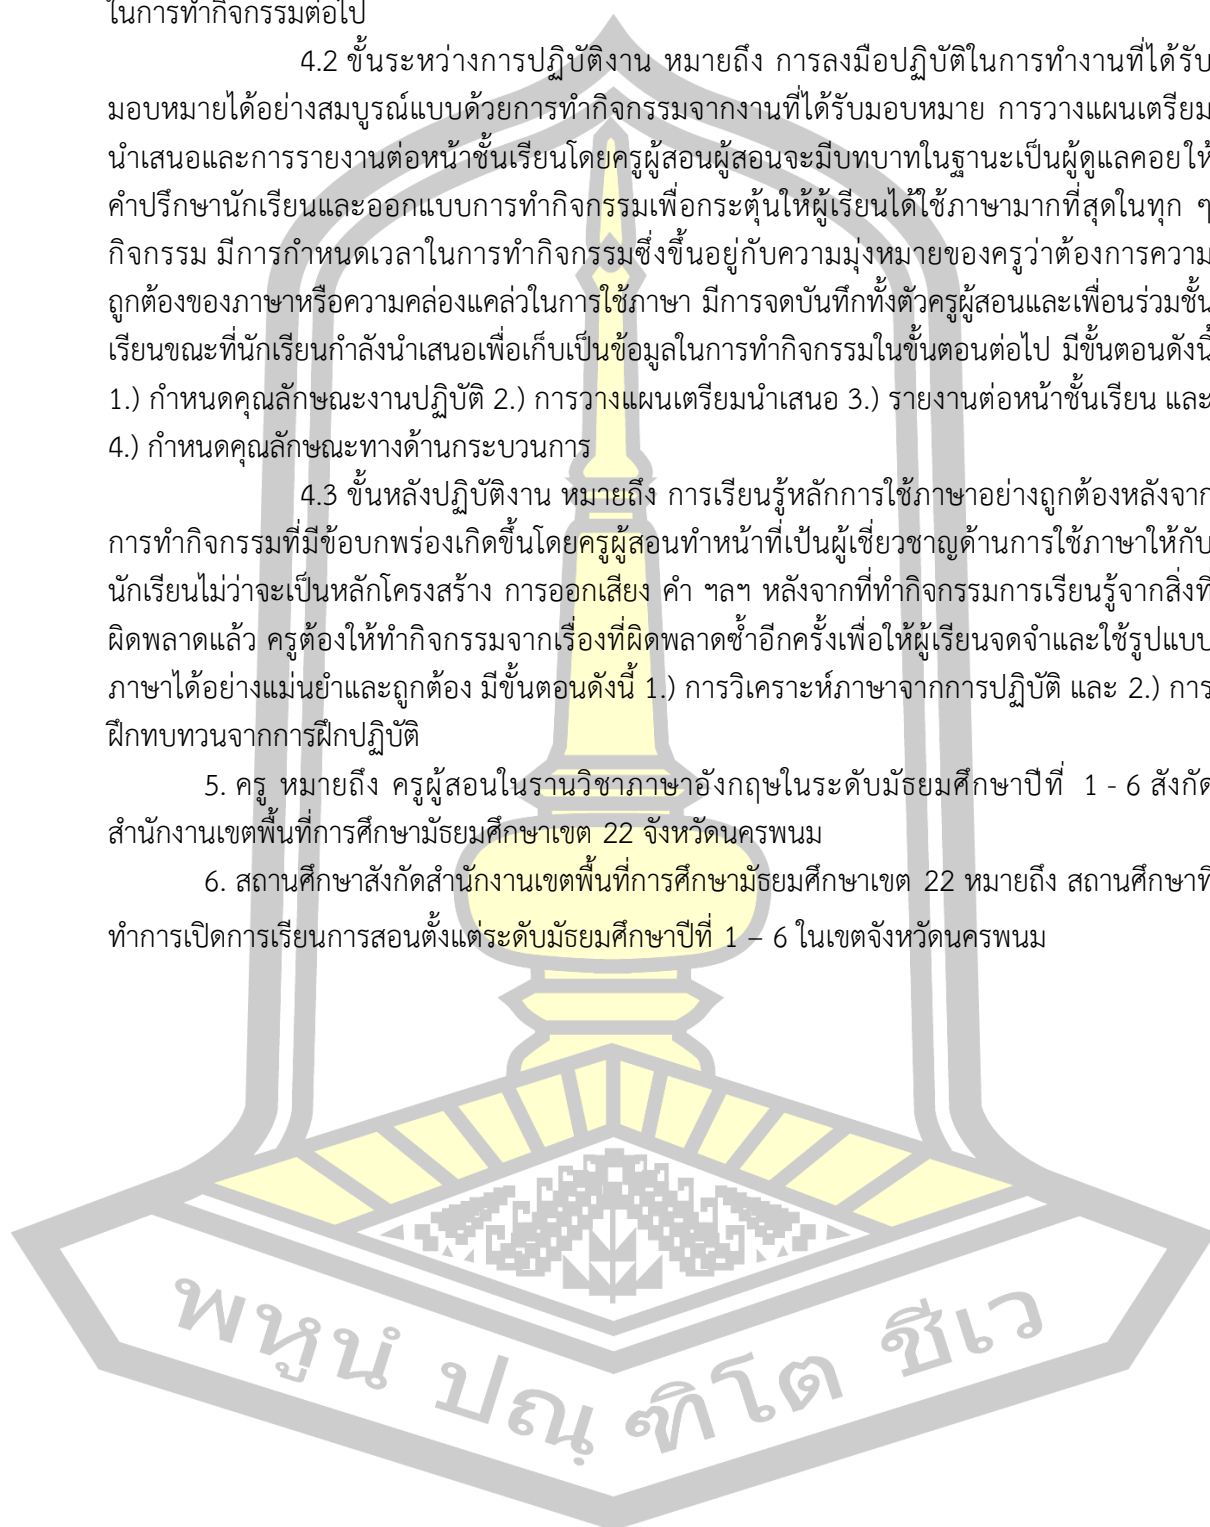 ในการทำกิจกรรมต่อไป
4.2 ขั้นระหว่างการปฏิบัติงาน หมายถึง การลงมือปฏิบัติในการทำงานที่ได้รับ
มอบหมายได้อย่างสมบูรณ์แบบด้วยการทำกิจกรรมจากงานที่ได้รับมอบหมาย การวางแผนเตรียม
นำเสนอและการรายงานต่อหน้าชั้นเรียนโดยครูผู้สอนผู้สอนจะมีบทบาทในฐานะเป็นผู้ดูแลคอยให้
คำปรึกษานักเรียนและออกแบบการทำกิจกรรมเพื่อกระตุ้นให้ผู้เรียนได้ใช้ภาษามากที่สุดในทุก ๆ
กิจกรรม มีการกำหนดเวลาในการทำกิจกรรมซึ่งขึ้นอยู่กับความมุ่งหมายของครูว่าต้องการความ
ถูกต้องของภาษาหรือความคล่องแคล่วในการใช้ภาษา มีการจดบันทึกทั้งตัวครูผู้สอนและเพื่อนร่วมชั้น
เรียนขณะที่นักเรียนกำลังนำเสนอเพื่อเก็บเป็นข้อมูลในการทำกิจกรรมในขั้นตอนต่อไป มีขั้นตอนดังนี้
1.) กำหนดคุณลักษณะงานปฏิบัติ 2.) การวางแผนเตรียมนำเสนอ 3.) รายงานต่อหน้าชั้นเรียน และ
4.) กำหนดคุณลักษณะทางด้านกระบวนการ
4.3 ขั้นหลังปฏิบัติงาน หมายถึง การเรียนรู้หลักการใช้ภาษาอย่างถูกต้องหลังจาก
การทำกิจกรรมที่มีข้อบกพร่องเกิดขึ้นโดยครูผู้สอนทำหน้าที่เป็นผู้เชี่ยวชาญด้านการใช้ภาษาให้กับ
นักเรียนไม่ว่าจะเป็นหลักโครงสร้าง การออกเสียง คำ ฯลฯ หลังจากที่ทำกิจกรรมการเรียนรู้จากสิ่งที่
ผิดพลาดแล้ว ครูต้องให้ทำกิจกรรมจากเรื่องที่ผิดพลาดซ้ำอีกครั้งเพื่อให้ผู้เรียนจดจำและใช้รูปแบบ
ภาษาได้อย่างแม่นยำและถูกต้อง มีขั้นตอนดังนี้ 1.) การวิเคราะห์ภาษาจากการปฏิบัติ และ 2.) การ
ฝึกทบทวนจากการฝึกปฏิบัติ
5. ครู หมายถึง ครูผู้สอนในรานวิชาภาษาอังกฤษในระดับมัธยมศึกษาปีที่ 1 - 6 สังกัด
สำนักงานเขตพื้นที่การศึกษามัธยมศึกษาเขต 22 จังหวัดนครพนม
6. สถานศึกษาสังกัดสำนักงานเขตพื้นที่การศึกษามัธยมศึกษาเขต 22 หมายถึง สถานศึกษาที่
ทำการเปิดการเรียนการสอนตั้งแต่ระดับมัธยมศึกษาปีที่ 1 – 6 ในเขตจังหวัดนครพนม
พหูนํ ปณฺ ฑิโต ชีเว